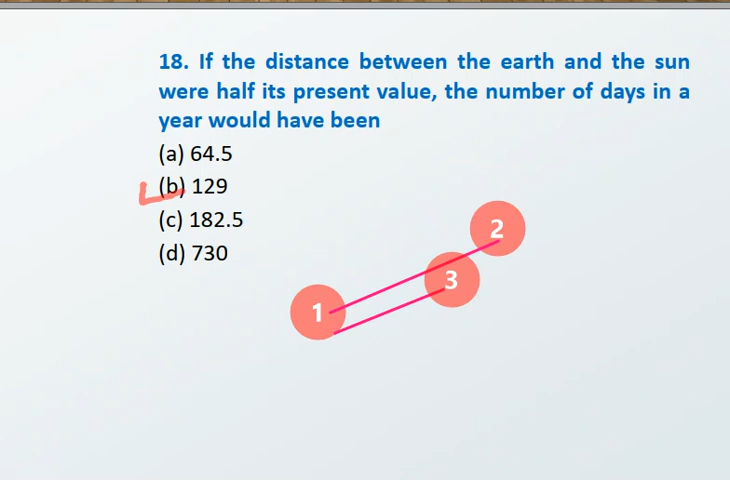 18. If the distance between the earth and the sun
were half its present value, the number of days in a
year would have been
(a) 64.5
(b) 129
(c) 182.5
(d) 730
2
3
1